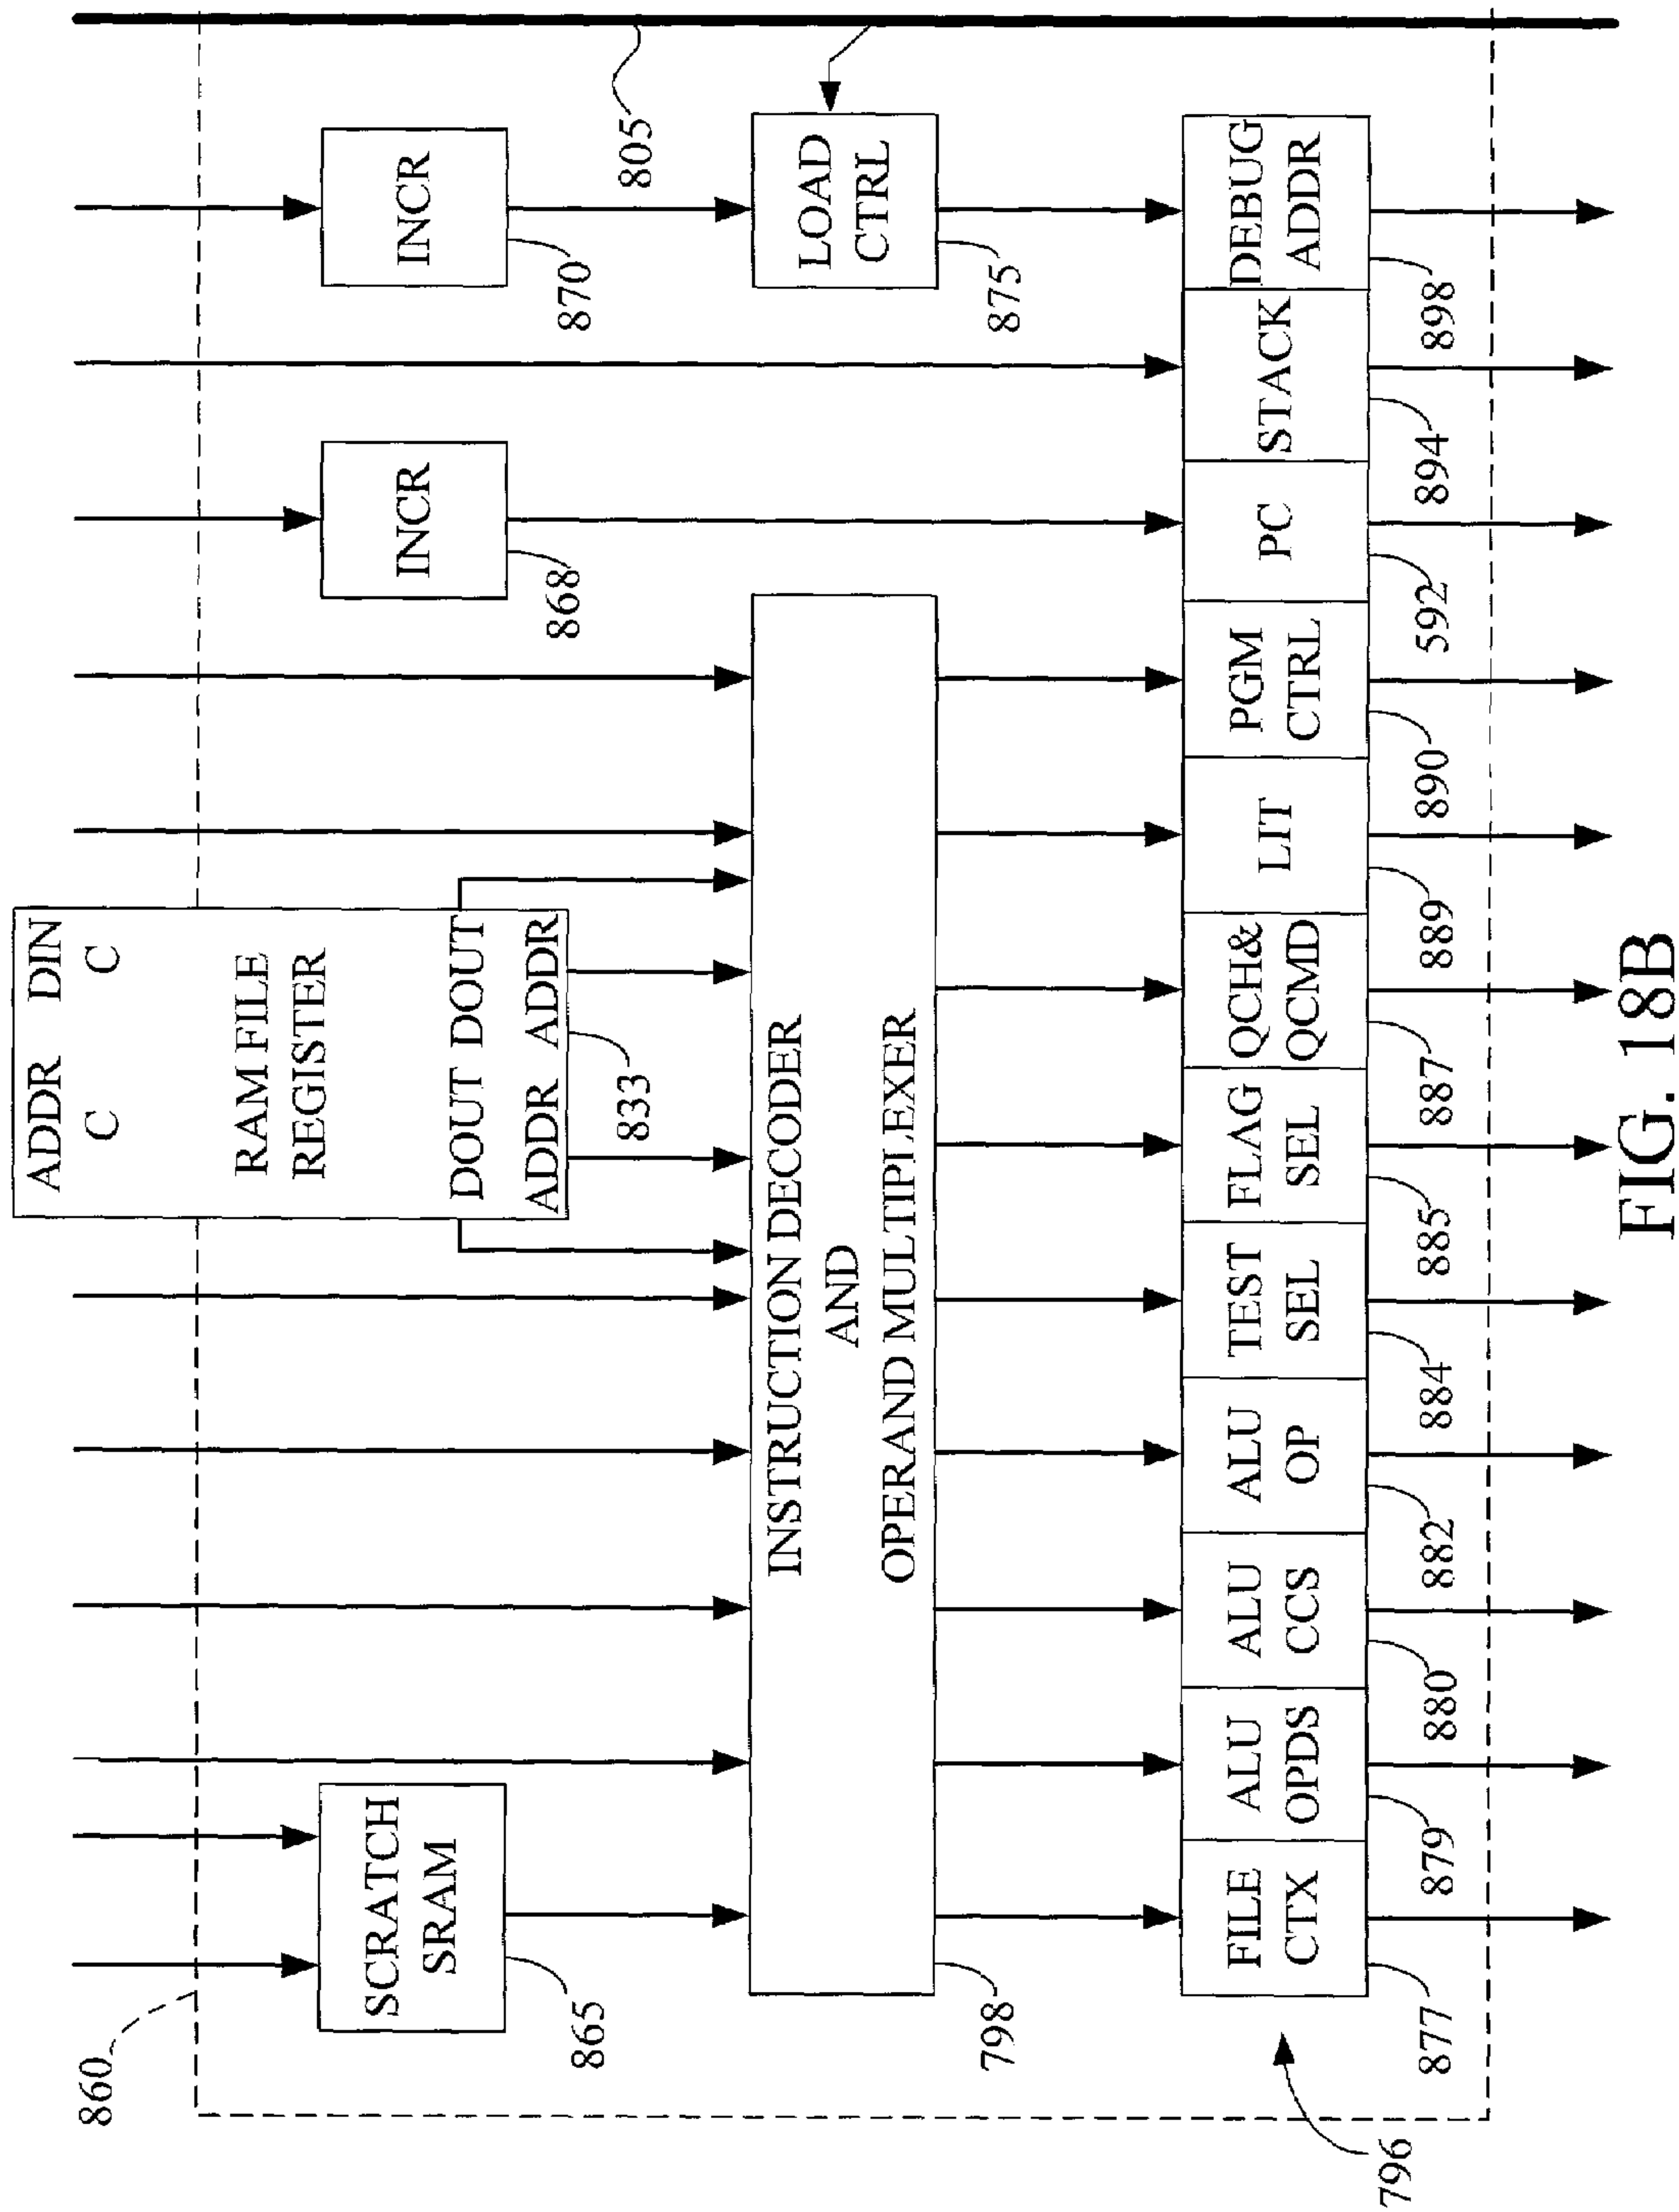 860
ADDR DIN
C C
RAM FILE
REGISTER
DOUT DOUT
ADDR ADDR
833
SCRATCH
SRAM
865
INCR
868
INCR
870
805
INSTRUCTION DECODER
AND
OPERAND MULTIPLEXER
798
LOAD
CTRL
875
796
FILE
CTX
877
ALU
OPDS
879
ALU
CCS
880
ALU
OP
882
TEST
SEL
884
FLAG
SEL
885
QCH&
QCMD
887
LIT
889
PGM
CTRL
890
PC
592
STACK
894
DEBUG
ADDR
898
FIG. 18B